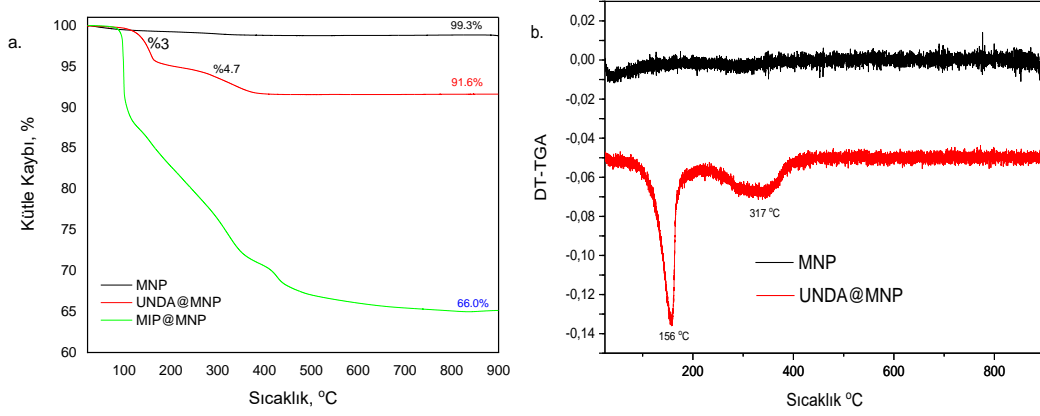 a.
Kütle Kaybı, %
100
95
90
85
80
75
70
65
60
99.3%
%3
%4.7
91.6%
66.0%
MNP
UNDA@MNP
MIP@MNP
100 200 300 400 500 600 700 800 900
Sıcaklık, °C
b.
DT-TGA
0,02
0,00
-0,02
-0,04
-0,06
-0,08
-0,10
-0,12
-0,14
317 °C
156 °C
MNP
UNDA@MNP
200 400 600 800
Sıcaklık °C